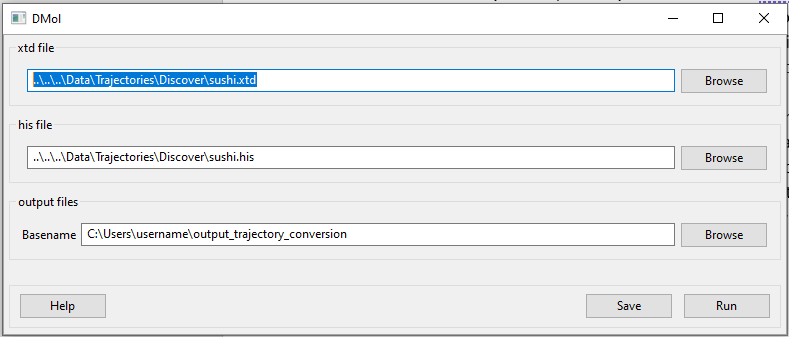 DMol
xtd file
..\..\..\Data\Trajectories\Discover\sushi.xtd
Browse
his file
..\..\..\Data\Trajectories\Discover\sushi.his
Browse
output files
Basename C:\Users\username\output_trajectory_conversion
Browse
Help Save Run